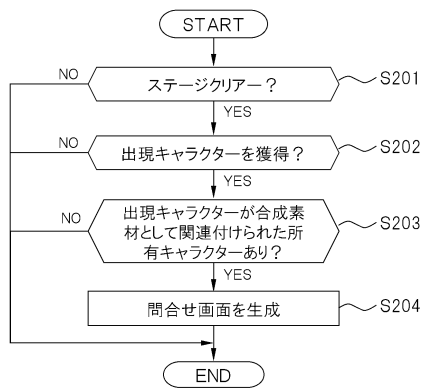 START
NO
ステージクリアー?
S201
YES
NO
出現キャラクターを獲得?
S202
YES
NO
出現キャラクターが合成素
材として関連付けられた所
有キャラクターあり?
S203
YES
問合せ画面を生成
S204
END